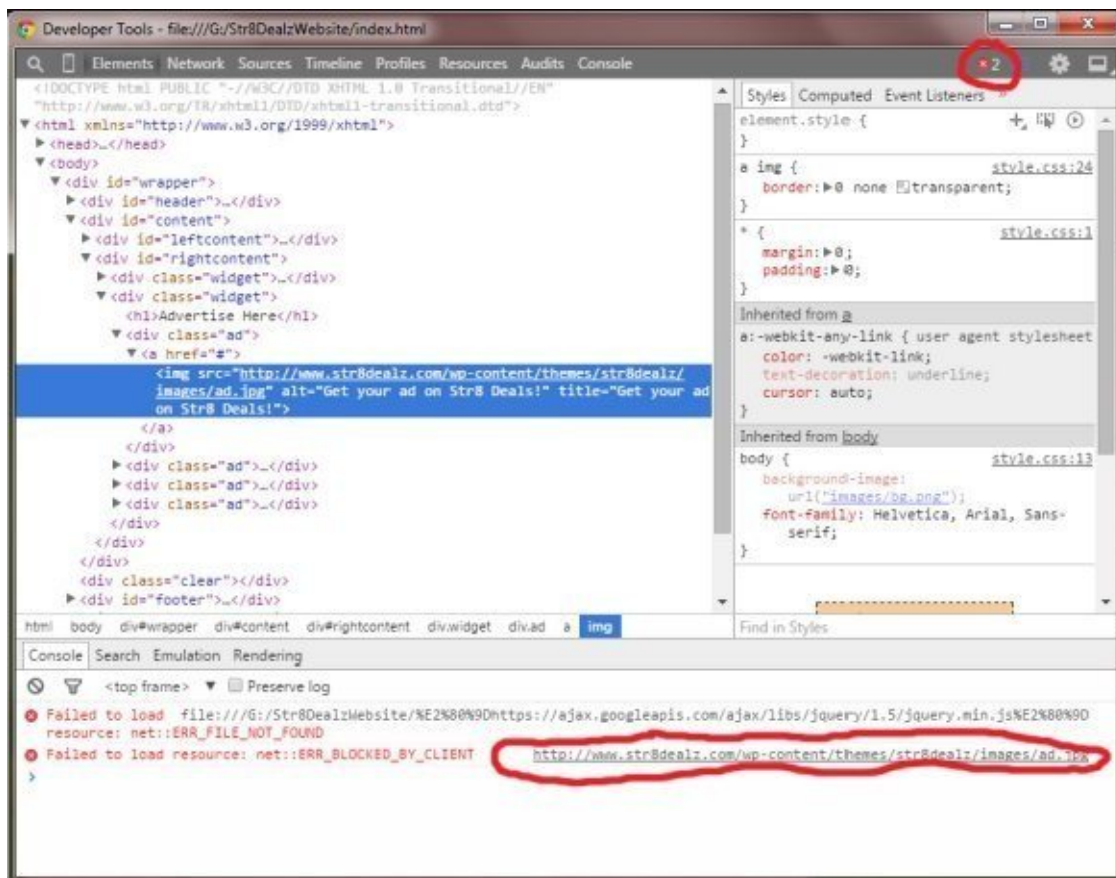 Developer Tools - file:///G:/Str8DealzWebsite/index.html
Elements Network Sources Timeline Profiles Resources Audits Console
2
<!DOCTYPE html PUBLIC "-//W3C//DTD XHTML 1.0 Transitional//EN"
"http://www.w3.org/TR/xhtml1/DTD/xhtml1-transitional.dtd">
▼<html xmlns="http://www.w3.org/1999/xhtml">
▶<head>…</head>
▼<body>
▼<div id="wrapper">
▶<div id="header">…</div>
▼<div id="content">
▶<div id="leftcontent">…</div>
▼<div id="rightcontent">
▶<div class="widget">…</div>
▼<div class="widget">
<h1>Advertise Here</h1>
▼<div class="ad">
▼<a href="#">
<img src="http://www.str8dealz.com/wp-content/themes/str8dealz/
images/ad.jpg" alt="Get your ad on Str8 Deals!" title="Get your ad
on Str8 Deals!">
</a>
</div>
▶<div class="ad">…</div>
▶<div class="ad">…</div>
▶<div class="ad">…</div>
</div>
</div>
</div>
<div class="clear"></div>
▶<div id="footer">…</div>
html body div#wrapper div#content div#rightcontent div.widget div.ad a img
Styles Computed Event Listeners »
element.style {
}
a img { style.css:24
border:▶0 none transparent;
}
* { style.css:1
margin:▶0;
padding:▶0;
}
Inherited from a
a:-webkit-any-link { user agent stylesheet
color: -webkit-link;
text-decoration: underline;
cursor: auto;
}
Inherited from body
body { style.css:13
background-image:
url("images/bg.png");
font-family: Helvetica, Arial, Sans-
serif;
}
Find in Styles
Console Search Emulation Rendering
<top frame> ▼ Preserve log
Failed to load file:///G:/Str8DealzWebsite/%E2%80%9Dhttps://ajax.googleapis.com/ajax/libs/jquery/1.5/jquery.min.js%E2%80%9D
resource: net::ERR_FILE_NOT_FOUND
Failed to load resource: net::ERR_BLOCKED_BY_CLIENT http://www.str8dealz.com/wp-content/themes/str8dealz/images/ad.jpg
>